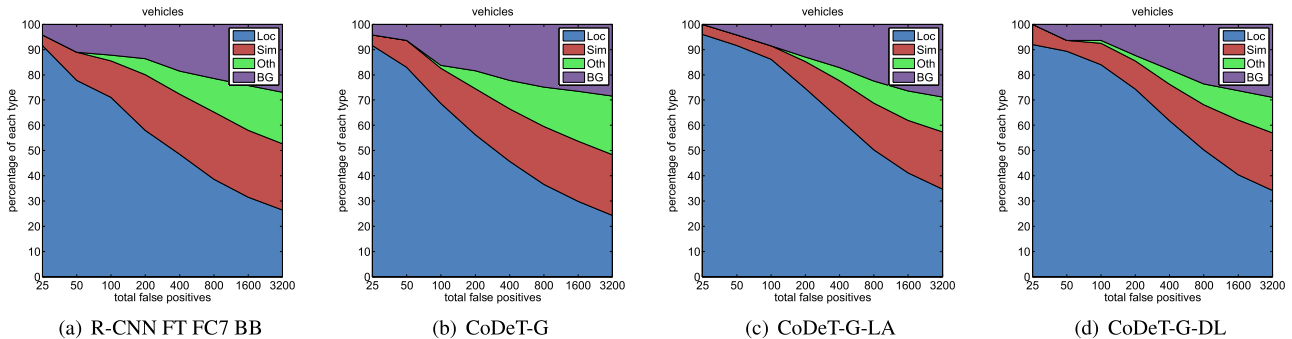 vehicles
percentage of each type
100
90
80
70
60
50
40
30
20
10
0
Loc
Sim
Oth
BG
25 50 100 200 400 800 1600 3200
total false positives
(a) R-CNN FT FC7 BB
vehicles
percentage of each type
100
90
80
70
60
50
40
30
20
10
0
Loc
Sim
Oth
BG
25 50 100 200 400 800 1600 3200
total false positives
(b) CoDeT-G
vehicles
percentage of each type
100
90
80
70
60
50
40
30
20
10
0
Loc
Sim
Oth
BG
25 50 100 200 400 800 1600 3200
total false positives
(c) CoDeT-G-LA
vehicles
percentage of each type
100
90
80
70
60
50
40
30
20
10
0
Loc
Sim
Oth
BG
25 50 100 200 400 800 1600 3200
total false positives
(d) CoDeT-G-DL